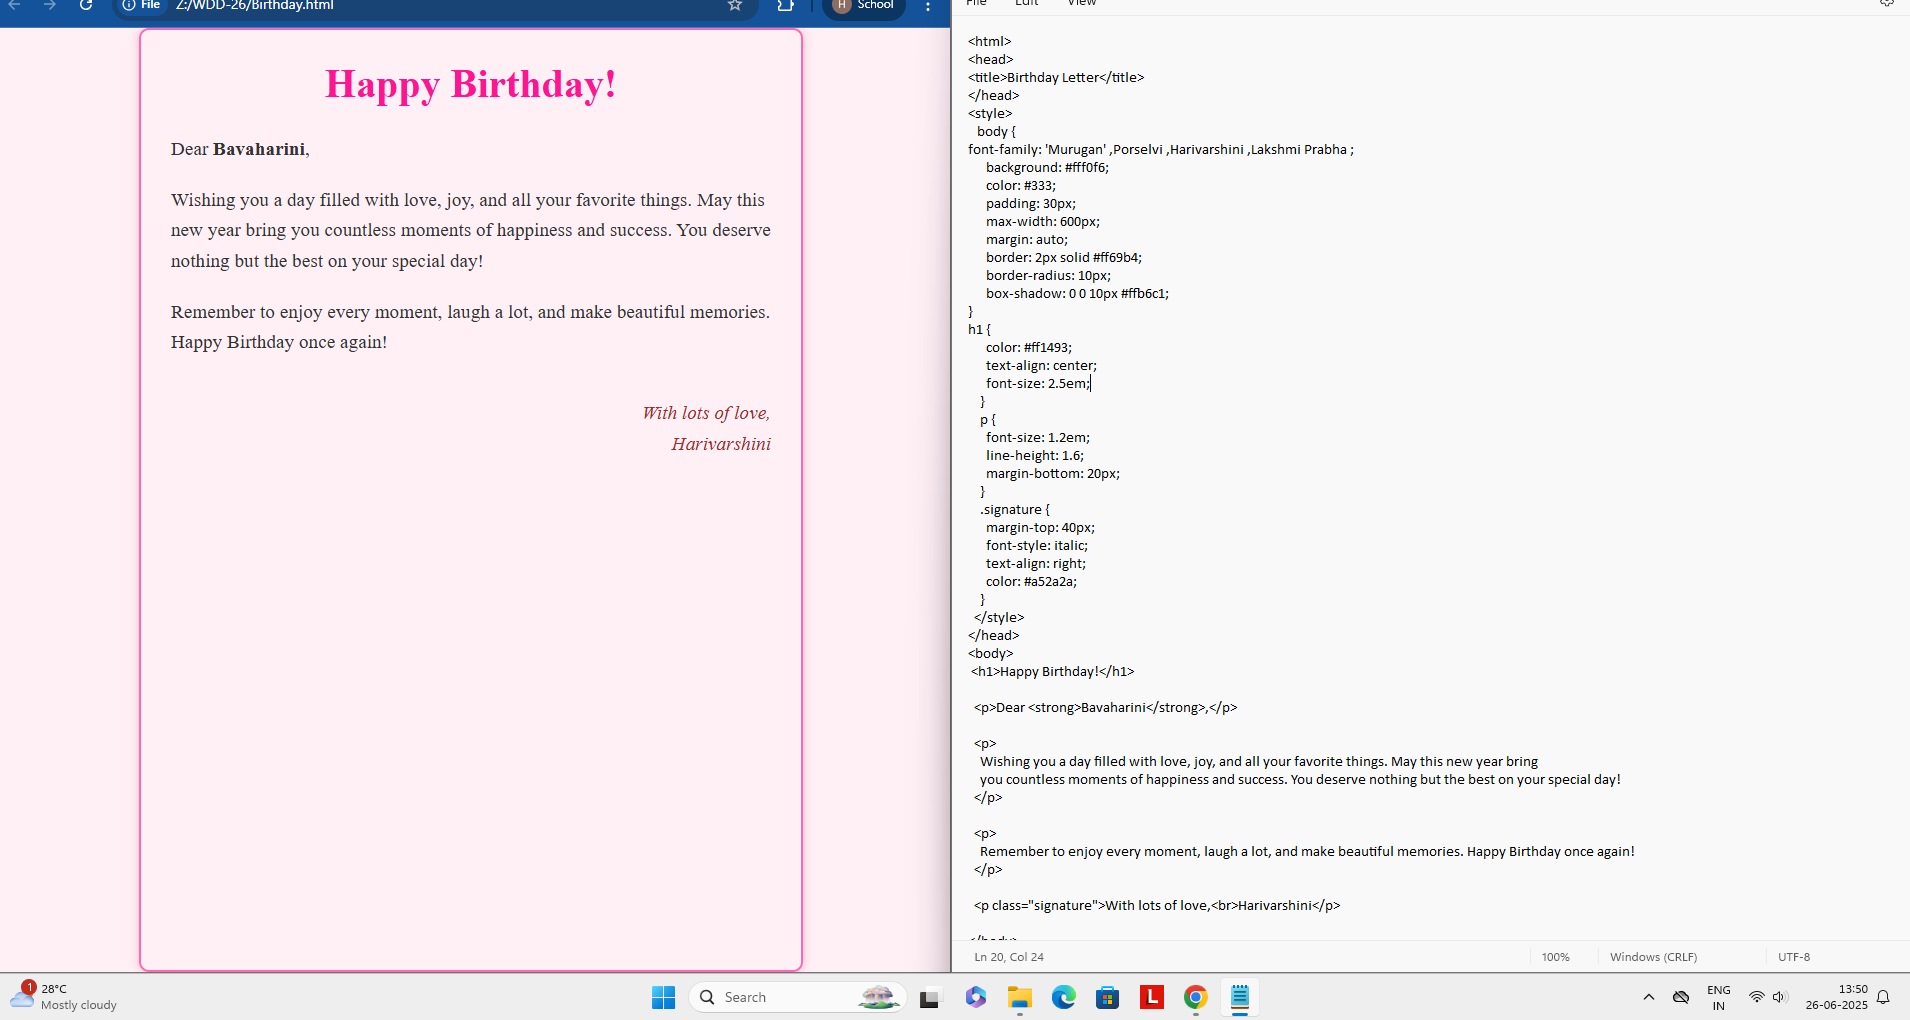 File Z:/WDD-26/Birthday.html
H School
Happy Birthday!
Dear Bavaharini,
Wishing you a day filled with love, joy, and all your favorite things. May this
new year bring you countless moments of happiness and success. You deserve
nothing but the best on your special day!
Remember to enjoy every moment, laugh a lot, and make beautiful memories.
Happy Birthday once again!
With lots of love,
Harivarshini
File Edit View
<html>
<head>
<title>Birthday Letter</title>
</head>
<style>
body {
font-family: 'Murugan' ,Porselvi ,Harivarshini ,Lakshmi Prabha ;
background: #fff0f6;
color: #333;
padding: 30px;
max-width: 600px;
margin: auto;
border: 2px solid #ff69b4;
border-radius: 10px;
box-shadow: 0 0 10px #ffb6c1;
}
h1 {
color: #ff1493;
text-align: center;
font-size: 2.5em;
}
p {
font-size: 1.2em;
line-height: 1.6;
margin-bottom: 20px;
}
.signature {
margin-top: 40px;
font-style: italic;
text-align: right;
color: #a52a2a;
}
</style>
</head>
<body>
<h1>Happy Birthday!</h1>
<p>Dear <strong>Bavaharini</strong>,</p>
<p>
Wishing you a day filled with love, joy, and all your favorite things. May this new year bring
you countless moments of happiness and success. You deserve nothing but the best on your special day!
</p>
<p>
Remember to enjoy every moment, laugh a lot, and make beautiful memories. Happy Birthday once again!
</p>
<p class="signature">With lots of love,<br>Harivarshini</p>
</body>
Ln 20, Col 24
100%
Windows (CRLF)
UTF-8
1
28°C
Mostly cloudy
Search
L
ENG
IN
13:50
26-06-2025